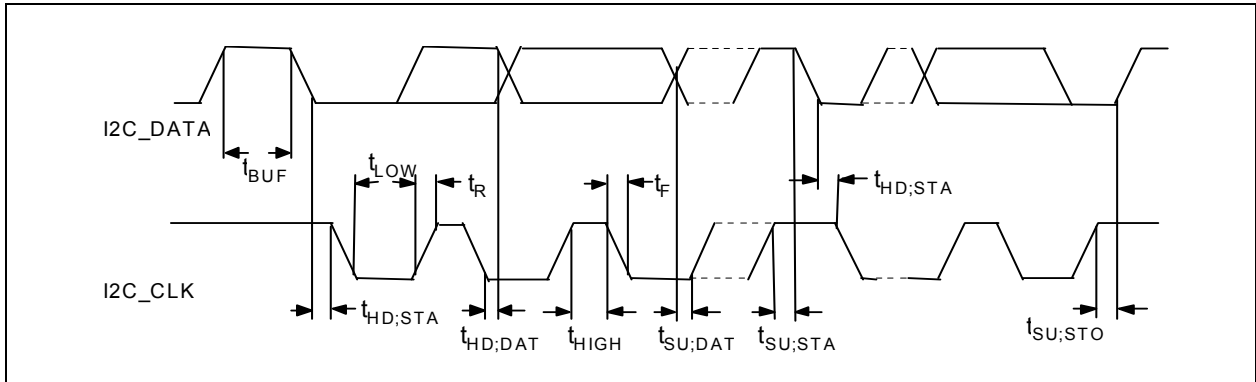 I2C_DATA
tBUF
tLOW
tR
tF
tHD;STA
I2C_CLK
tHD;STA
tHD;DAT
tHIGH
tSU;DAT
tSU;STA
tSU;STO